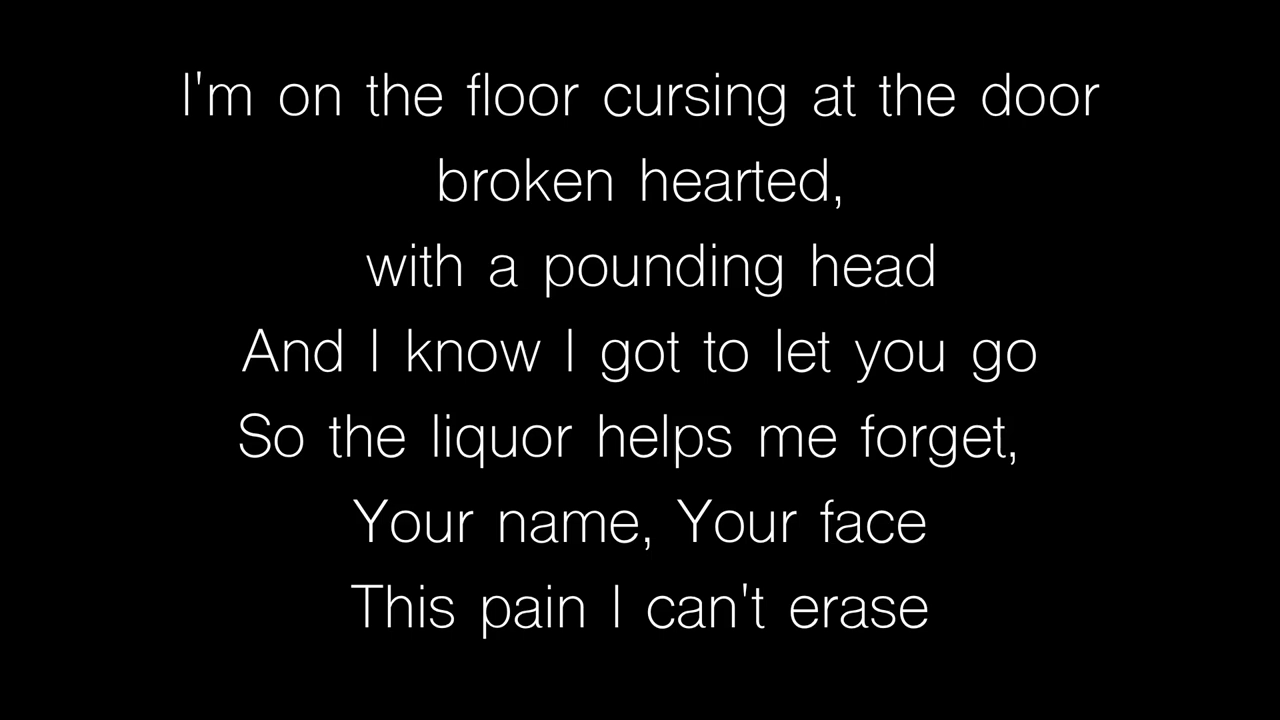 I'm on the floor cursing at the door
broken hearted,
with a pounding head
And I know I got to let you go
So the liquor helps me forget,
Your name, Your face
This pain I can't erase